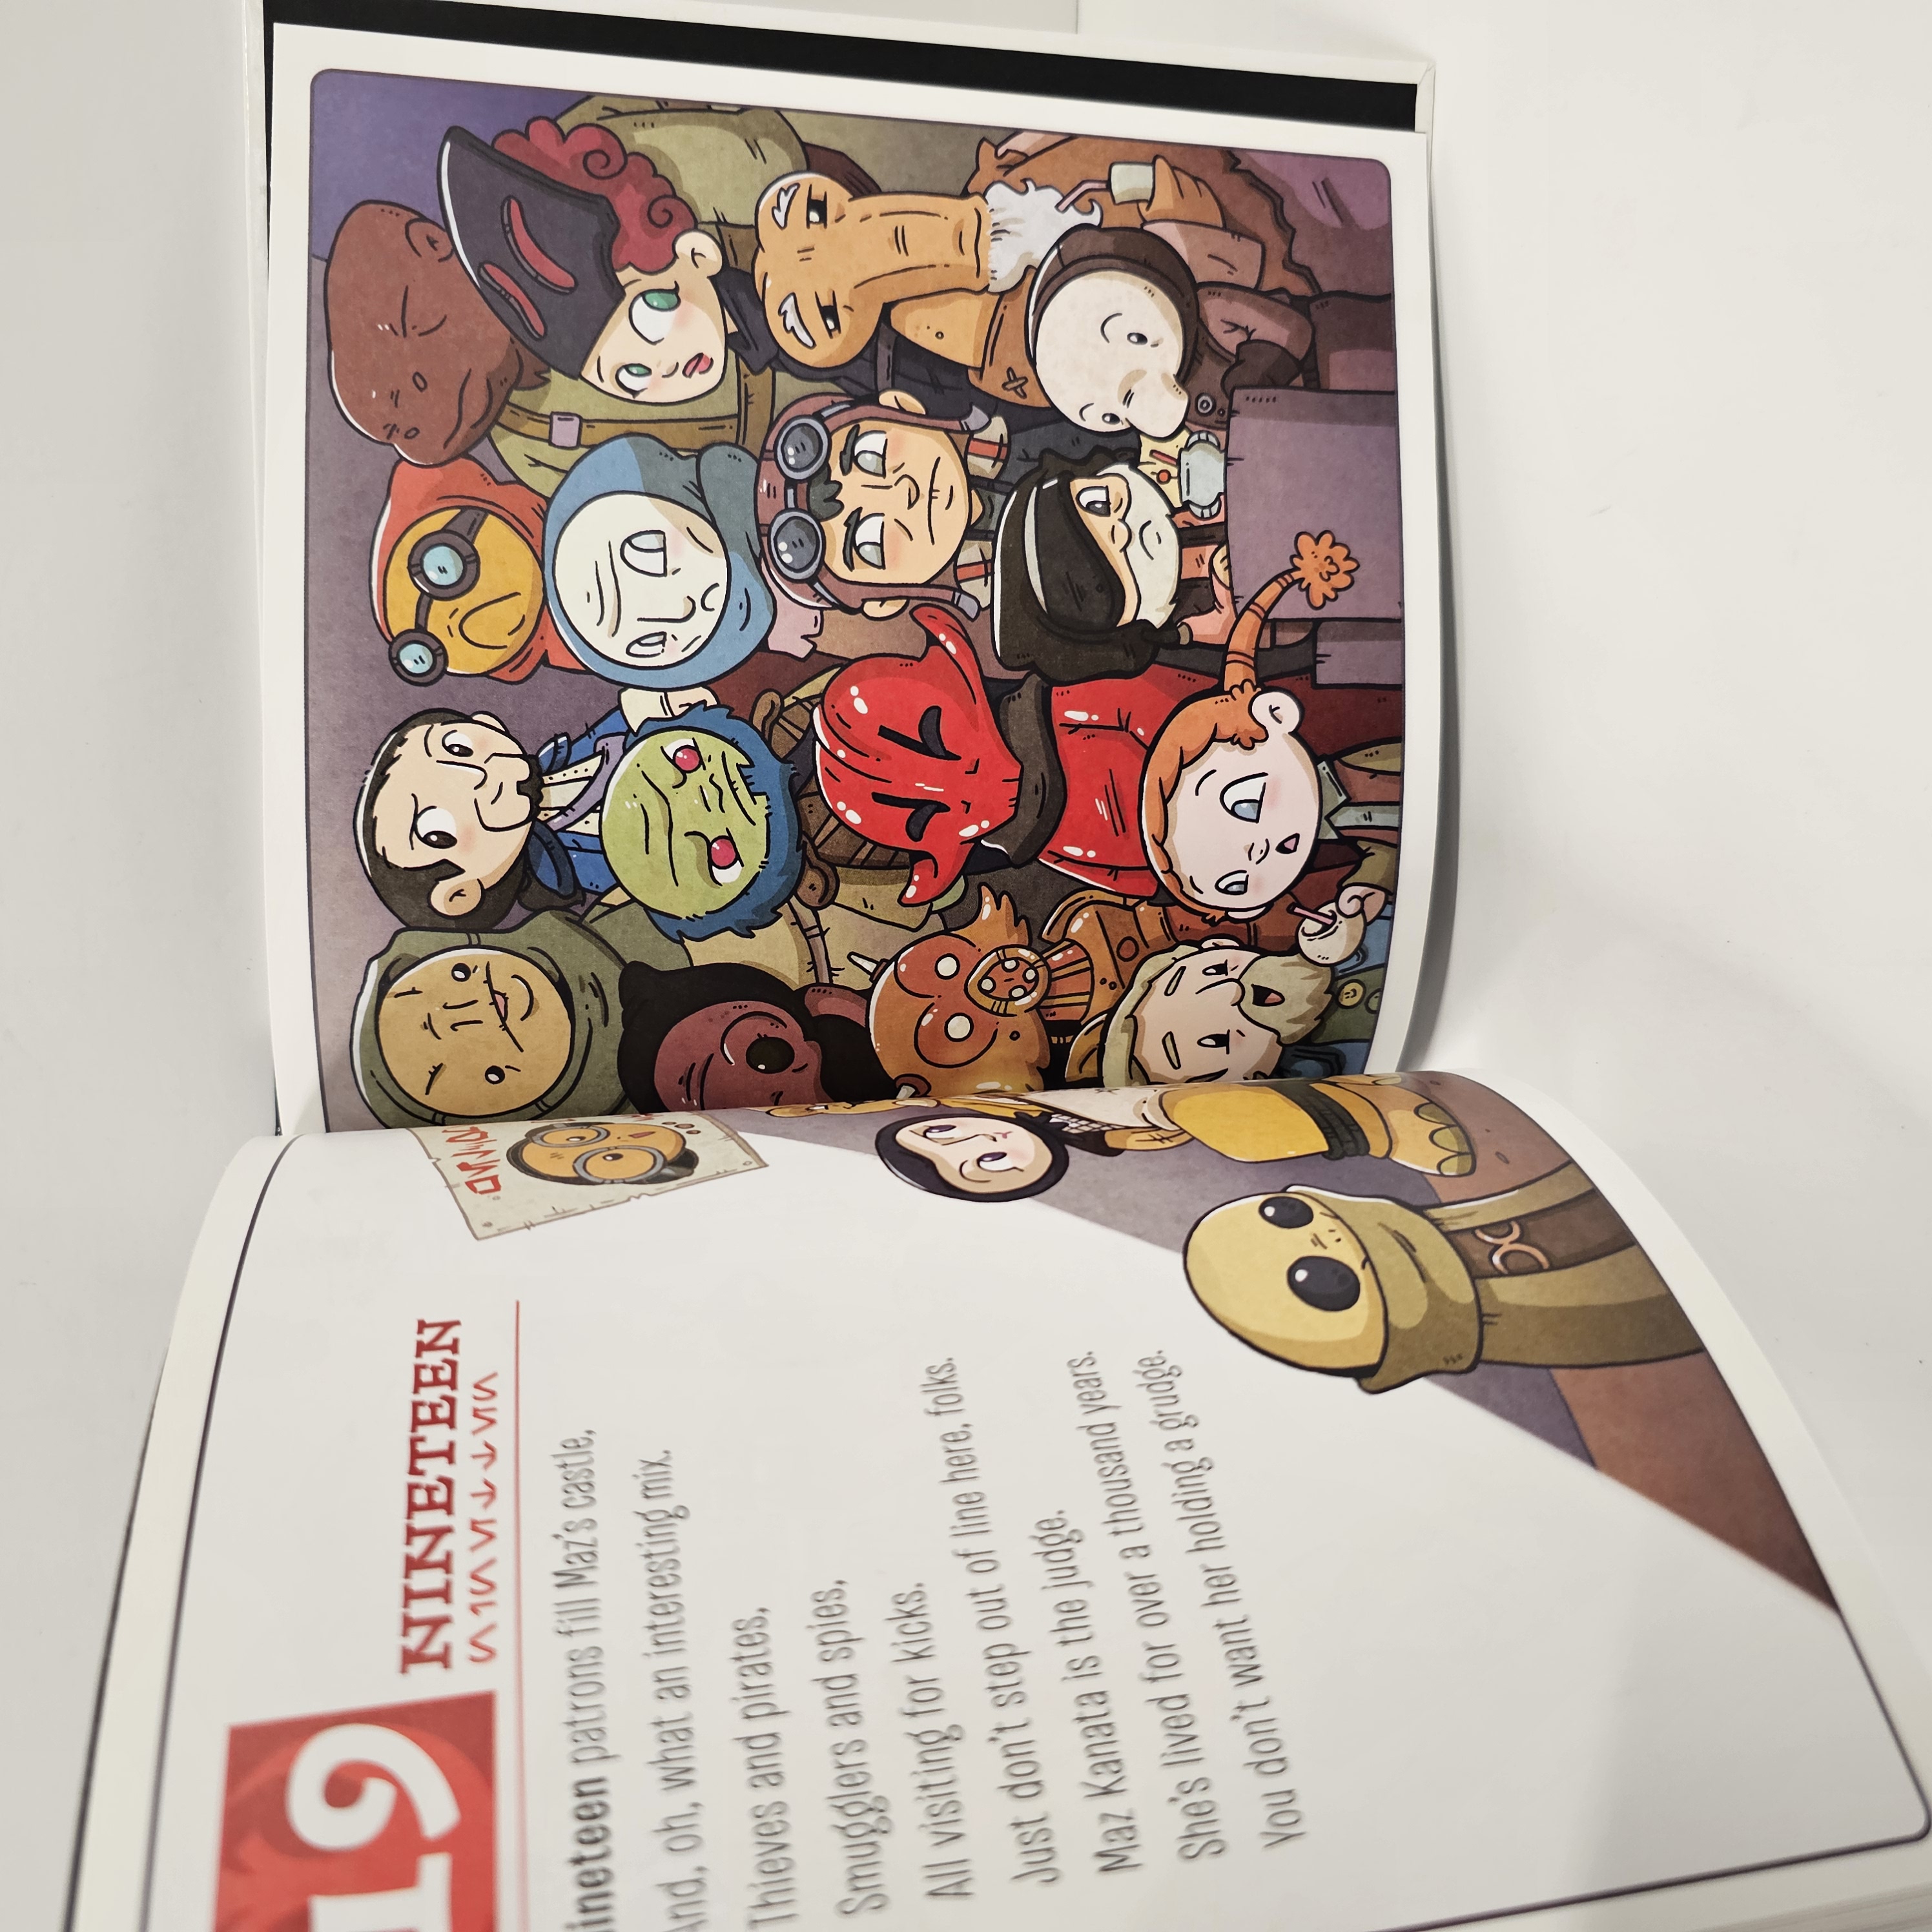 19
NINETEEN
ineteen patrons fill Maz's castle,
And, oh, what an interesting mix.
Thieves and pirates,
Smugglers and spies,
All visiting for kicks.
Just don't step out of line here, folks.
Maz Kanata is the judge.
She's lived for over a thousand years.
You don't want her holding a grudge.